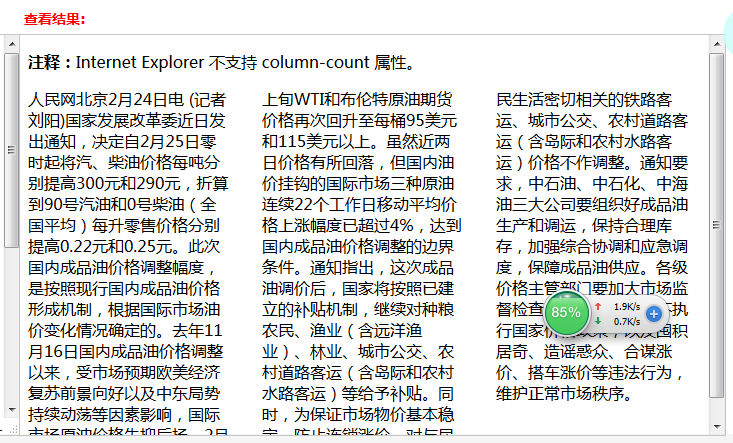 查看结果:
注释：Internet Explorer 不支持 column-count 属性。
人民网北京2月24日电 (记者
刘阳)国家发展改革委近日发
出通知，决定自2月25日零
时起将汽、柴油价格每吨分
别提高300元和290元，折算
到90号汽油和0号柴油（全
国平均）每升零售价格分别
提高0.22元和0.25元。此次
国内成品油价格调整幅度，
是按照现行国内成品油价格
形成机制，根据国际市场油
价变化情况确定的。去年11
月16日国内成品油价格调整
以来，受市场预期欧美经济
复苏前景向好以及中东局势
持续动荡等因素影响，国际
市场原油价格先抑后扬，2月
上旬WTI和布伦特原油期货
价格再次回升至每桶95美元
和115美元以上。虽然近两
日价格有所回落，但国内油
价挂钩的国际市场三种原油
连续22个工作日移动平均价
格上涨幅度已超过4%，达到
国内成品油价格调整的边界
条件。通知指出，这次成品
油调价后，国家将按照已建
立的补贴机制，继续对种粮
农民、渔业（含远洋渔
业）、林业、城市公交、农
村道路客运（含岛际和农村
水路客运）等给予补贴。同
时，为保证市场物价基本稳
定，防止连锁涨价，对与居
民生活密切相关的铁路客
运、城市公交、农村道路客
运（含岛际和农村水路客
运）价格不作调整。通知要
求，中石油、中石化、中海
油三大公司要组织好成品油
生产和调运，保持合理库
存，加强综合协调和应急调
度，保障成品油供应。各级
价格主管部门要加大市场监
督检查
行国家价格政策，以及囤积
居奇、造谣惑众、合谋涨
价、搭车涨价等违法行为，
维护正常市场秩序。
85%
1.9K/s
0.7K/s